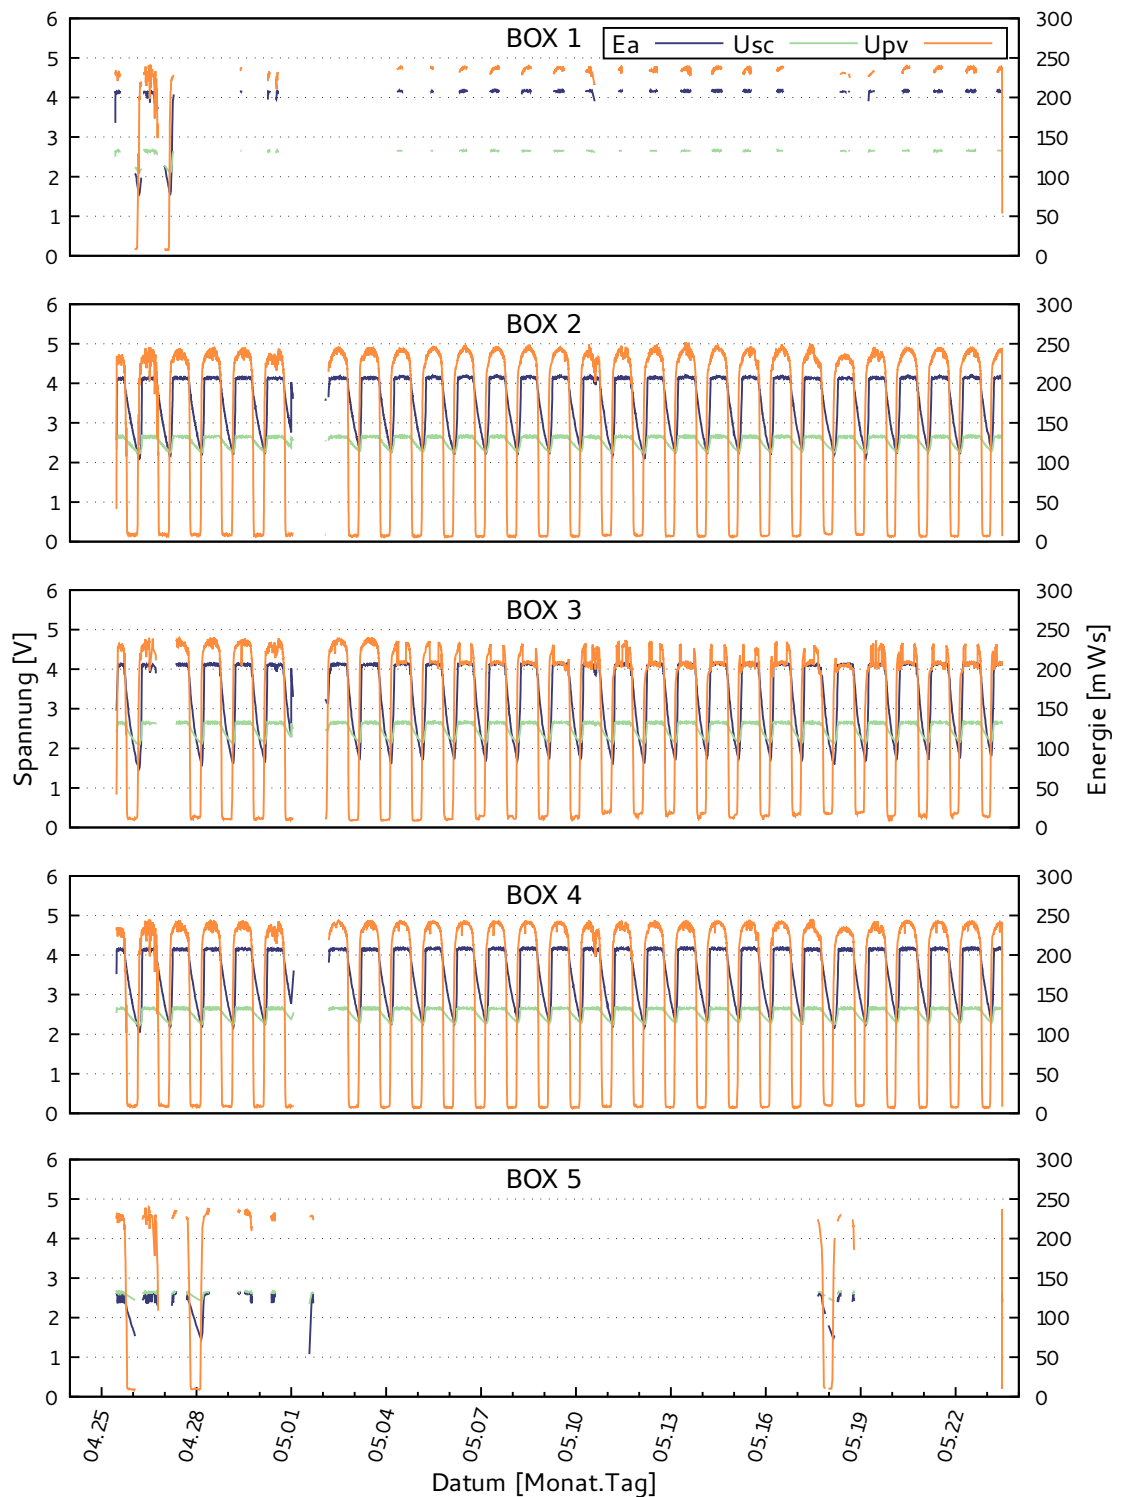 BOX 1
Ea Usc Upv
6 5 4 3 2 1 0
300 250 200 150 100 50 0
BOX 2
6 5 4 3 2 1 0
300 250 200 150 100 50 0
BOX 3
6 5 4 3 2 1 0
300 250 200 150 100 50 0
Spannung [V]
Energie [mWs]
BOX 4
6 5 4 3 2 1 0
300 250 200 150 100 50 0
BOX 5
6 5 4 3 2 1 0
300 250 200 150 100 50 0
04.25 04.28 05.01 05.04 05.07 05.10 05.13 05.16 05.19 05.22
Datum [Monat.Tag]